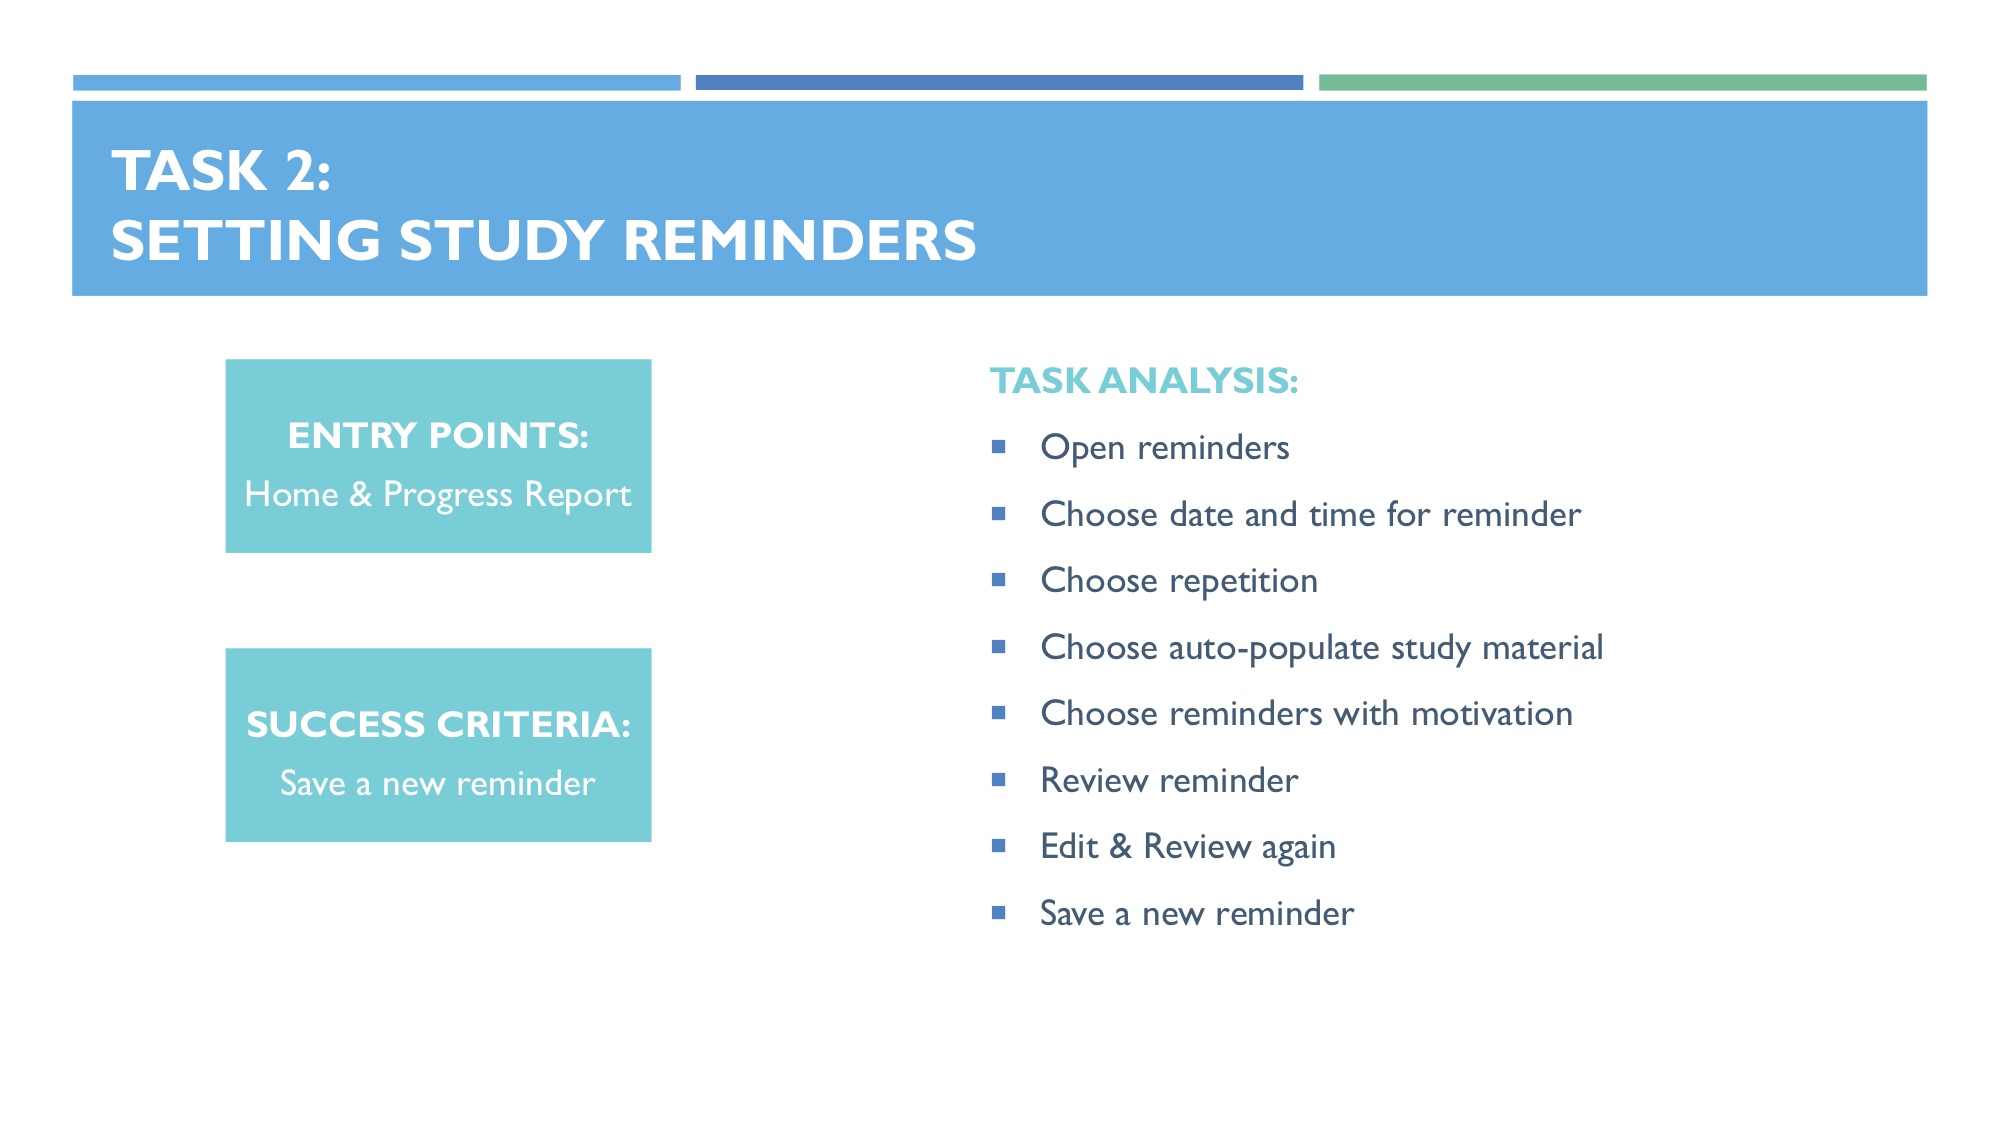 TASK 2:
SETTING STUDY REMINDERS
ENTRY POINTS:
Home & Progress Report
SUCCESS CRITERIA:
Save a new reminder
TASK ANALYSIS:
Open reminders
Choose date and time for reminder
Choose repetition
Choose auto-populate study material
Choose reminders with motivation
Review reminder
Edit & Review again
Save a new reminder